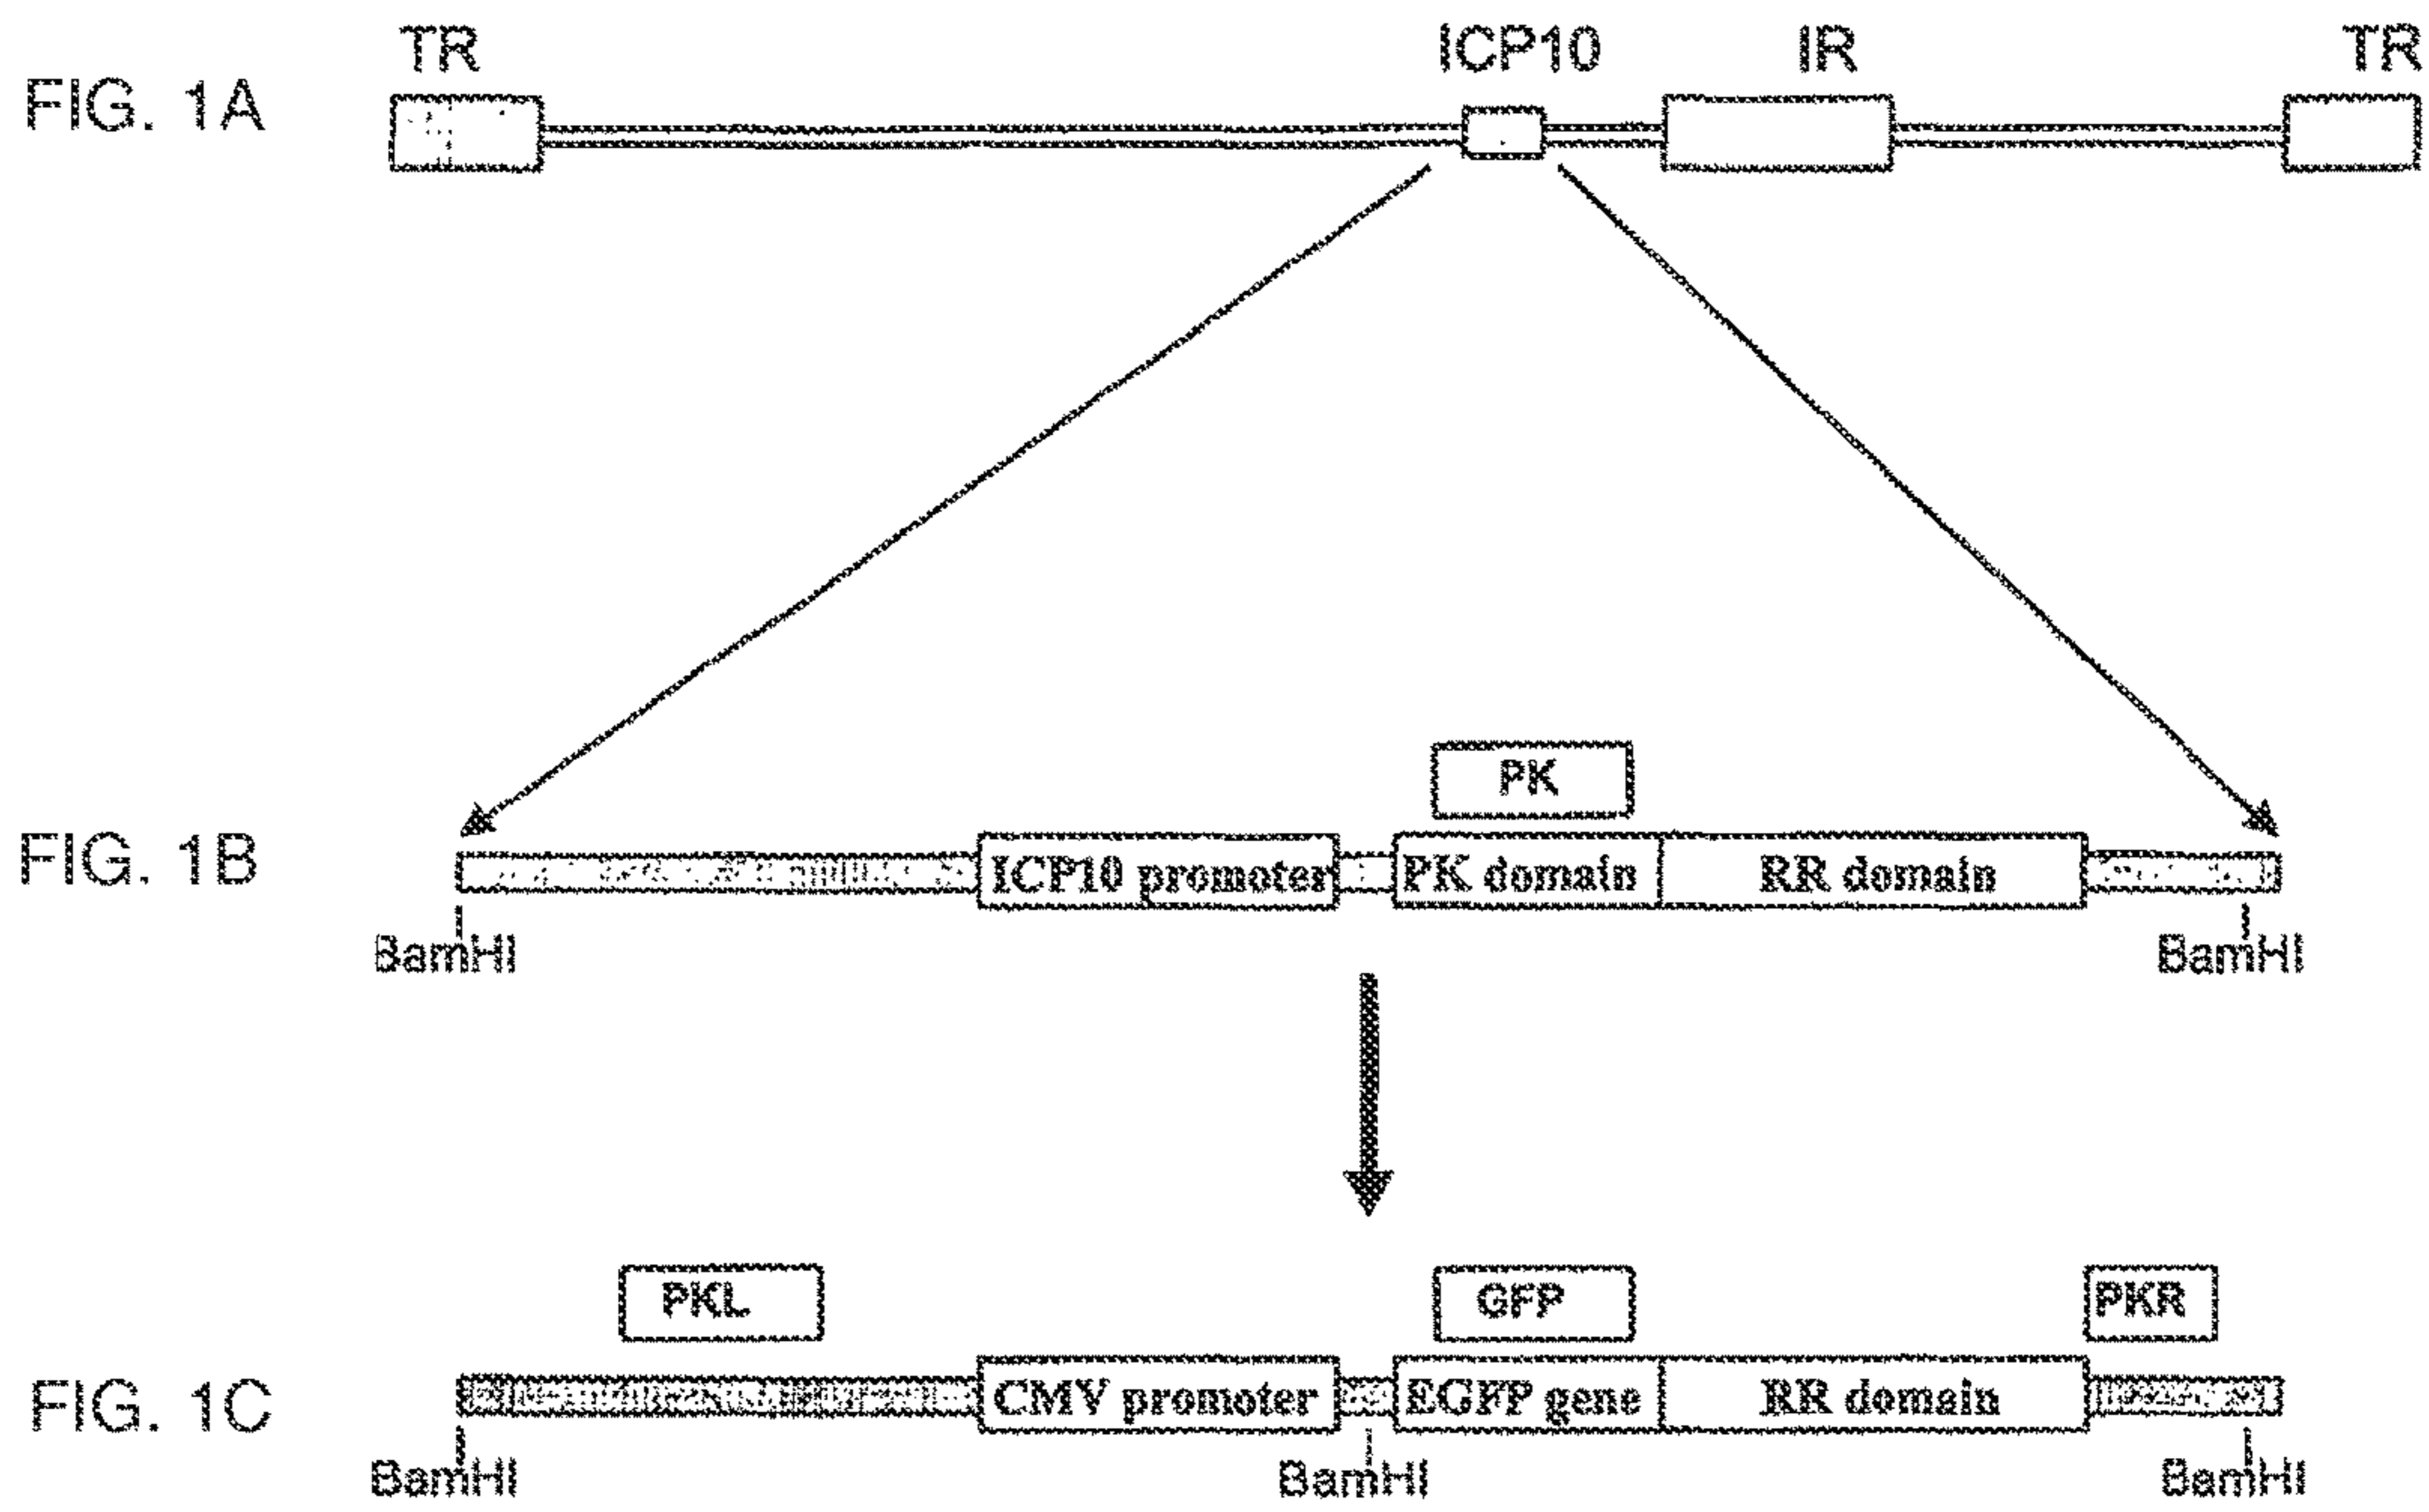 TR ICP10 IR TR
FIG. 1A
PK
FIG. 1B ICP10 promoter PK domain RR domain
BamHI BamHI
PKL GFP PKR
FIG. 1C CMV promoter EGFP gene RR domain
BamHI BamHI BamHI